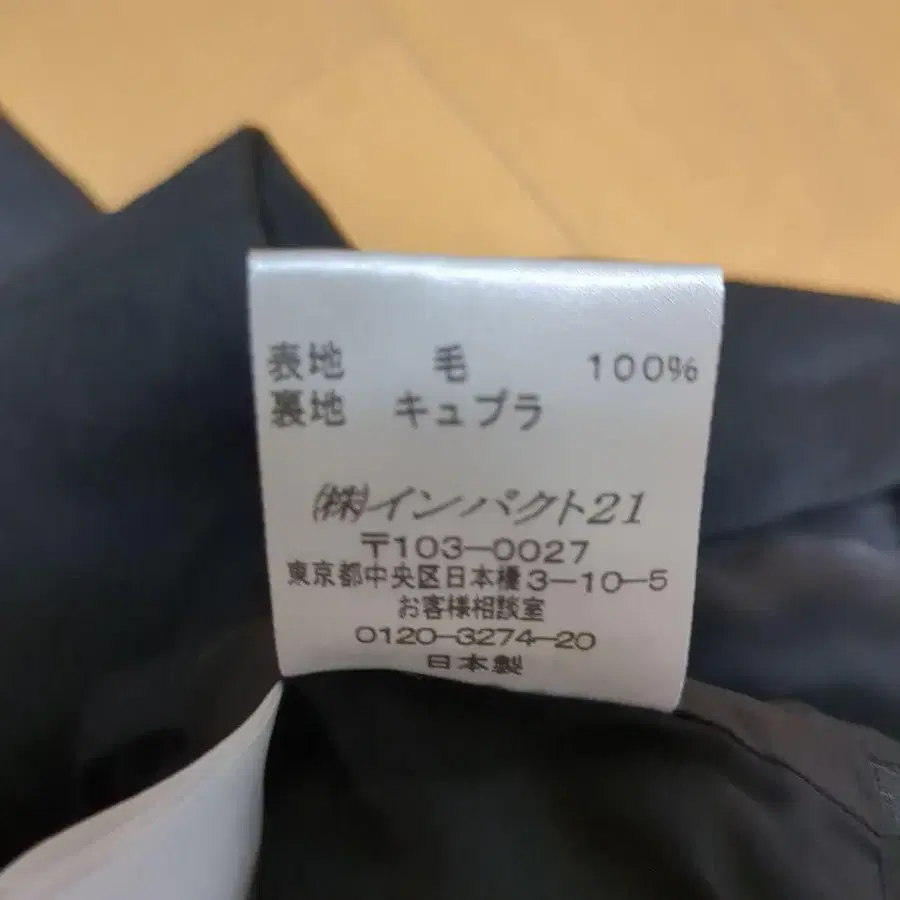 表地 毛 100%
裏地 キュプラ
㈱インパクト21
〒103-0027
東京都中央区日本橋3-10-5
お客様相談室
0120-3274-20
日本製